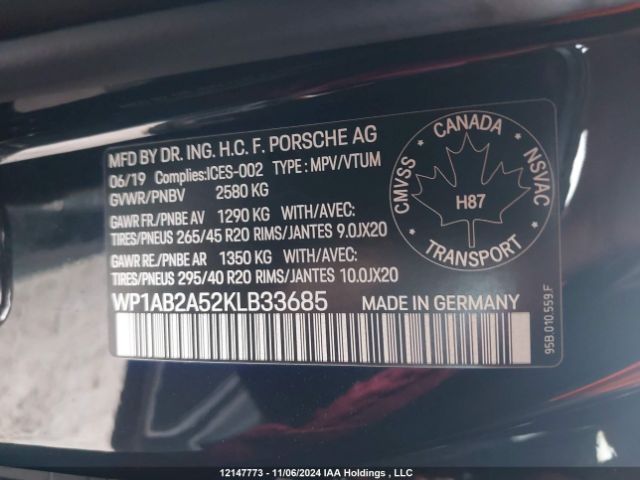 MFD BY DR. ING. H.C. F. PORSCHE AG
06/19 Complies:ICES-002 TYPE : MPV/VTUM
GVWR/PNBV 2580 KG
GAWR FR/PNBE AV 1290 KG WITH/AVEC:
TIRES/PNEUS 265/45 R20 RIMS/JANTES 9.0JX20
GAWR RE/PNBE AR 1350 KG WITH/AVEC:
TIRES/PNEUS 295/40 R20 RIMS/JANTES 10.0JX20
WP1AB2A52KLB33685 MADE IN GERMANY
CANADA
CMVSS
NSVAC
H87
TRANSPORT
95B.010.559.F
12147773 - 11/06/2024 IAA Holdings , LLC